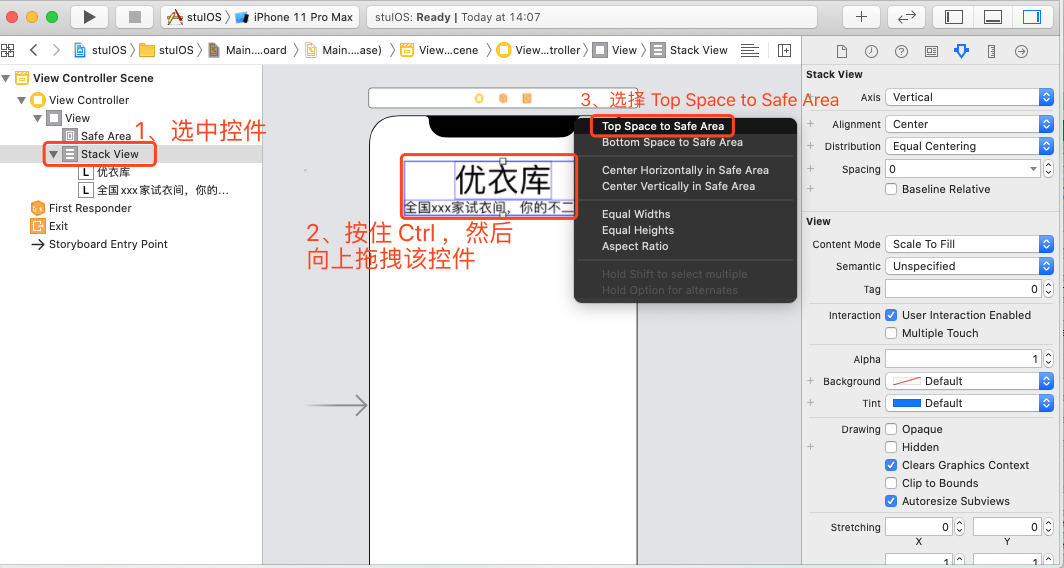 stuIOS
iPhone 11 Pro Max
stuIOS: Ready | Today at 14:07
stuIOS
stuIOS
Main....oard
Main....ase)
View...cene
View...troller
View
Stack View
View Controller Scene
View Controller
View
Safe Area
Stack View
L 优衣库
L 全国xxx家试衣间，你的...
First Responder
Exit
Storyboard Entry Point
1、选中控件
优衣库
全国xxx家试衣间，你的不二
2、按住 Ctrl ，然后
向上拖拽该控件
3、选择 Top Space to Safe Area
Top Space to Safe Area
Bottom Space to Safe Area
Center Horizontally in Safe Area
Center Vertically in Safe Area
Equal Widths
Equal Heights
Aspect Ratio
Hold Shift to select multiple
Hold Option for alternates
Stack View
Axis Vertical
Alignment Center
Distribution Equal Centering
Spacing 0
Baseline Relative
View
Content Mode Scale To Fill
Semantic Unspecified
Tag 0
Interaction User Interaction Enabled
Multiple Touch
Alpha 1
Background Default
Tint Default
Drawing Opaque
Hidden
Clears Graphics Context
Clip to Bounds
Autoresize Subviews
Stretching 0 0
X Y
1 1